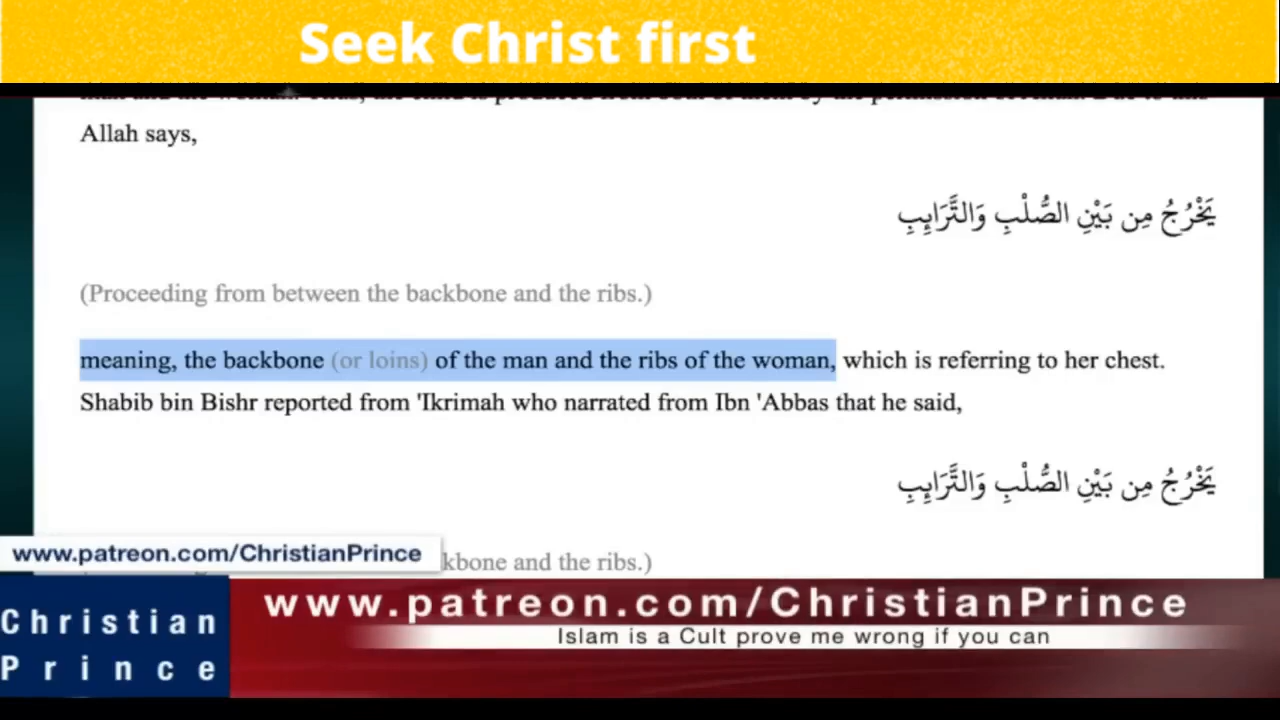 Seek Christ first
Allah says,
يَخْرُجُ مِن بَيْنِ الصُّلْبِ وَالتَّرَائِبِ
(Proceeding from between the backbone and the ribs.)
meaning, the backbone (or loins) of the man and the ribs of the woman, which is referring to her chest.
Shabib bin Bishr reported from 'Ikrimah who narrated from Ibn 'Abbas that he said,
يَخْرُجُ مِن بَيْنِ الصُّلْبِ وَالتَّرَائِبِ
www.patreon.com/ChristianPrince
kbone and the ribs.)
www.patreon.com/ChristianPrince
Islam is a Cult prove me wrong if you can
Christian
Prince